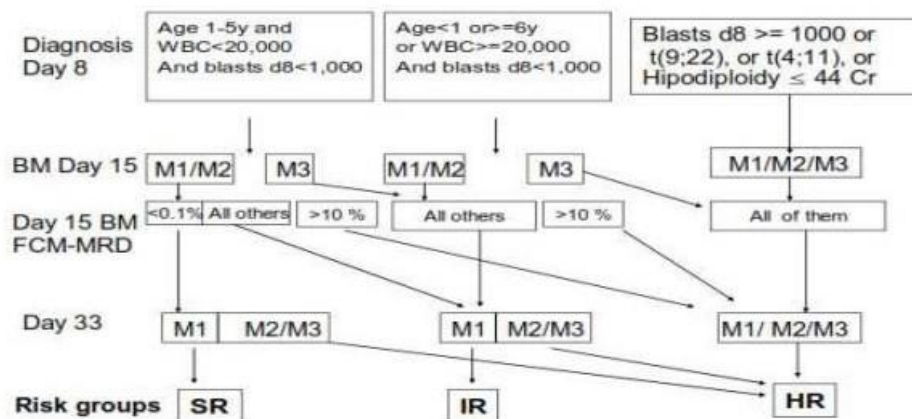 Diagnosis
Day 8
Age 1-5y and
WBC<20,000
And blasts d8<1,000
Age<1 or>=6y
or WBC>=20,000
And blasts d8<1,000
Blasts d8 >= 1000 or
t(9;22), or t(4;11), or
Hipodiploidy ≤ 44 Cr
BM Day 15
M1/M2
M3
M1/M2
M3
M1/M2/M3
Day 15 BM
FCM-MRD
<0.1%
All others
>10 %
All others
>10 %
All of them
Day 33
M1
M2/M3
M1
M2/M3
M1/ M2/M3
Risk groups
SR
IR
HR